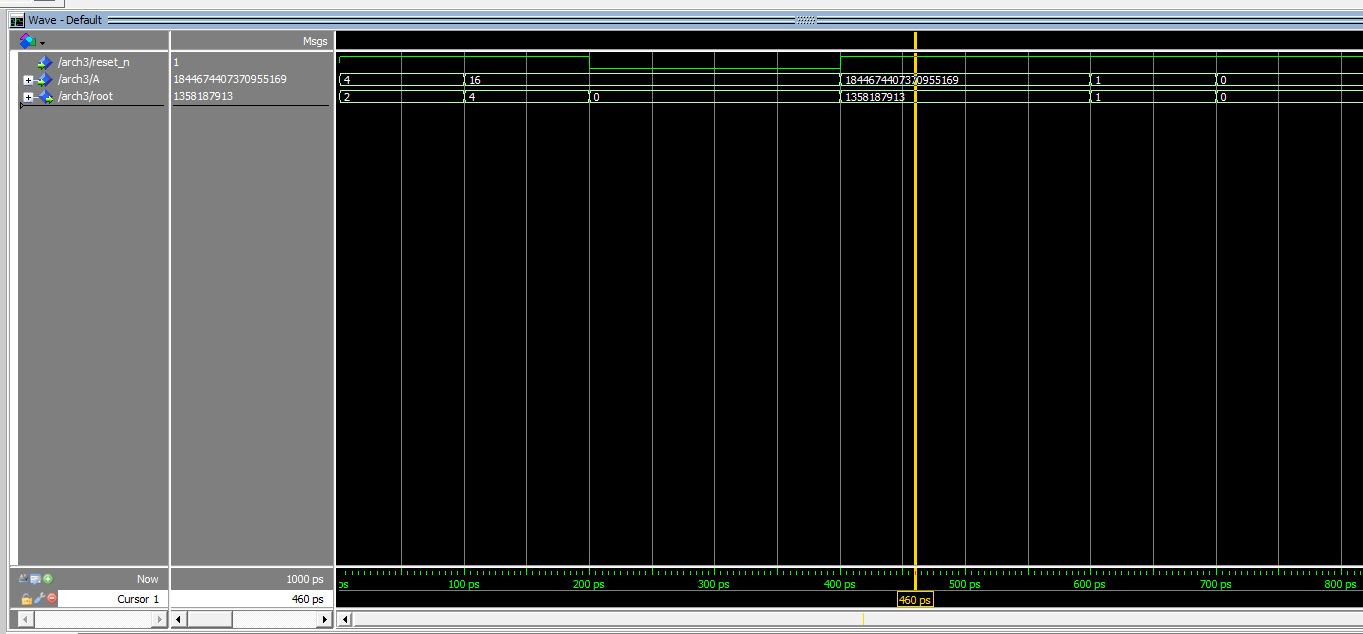 Wave - Default
Msgs
/arch3/reset_n 1
/arch3/A 1844674407370955169 4 16 1844674407370955169 1 0
/arch3/root 1358187913 2 4 0 1358187913 1 0
Now 1000 ps ps 100 ps 200 ps 300 ps 400 ps 500 ps 600 ps 700 ps 800 ps
Cursor 1 460 ps 460 ps